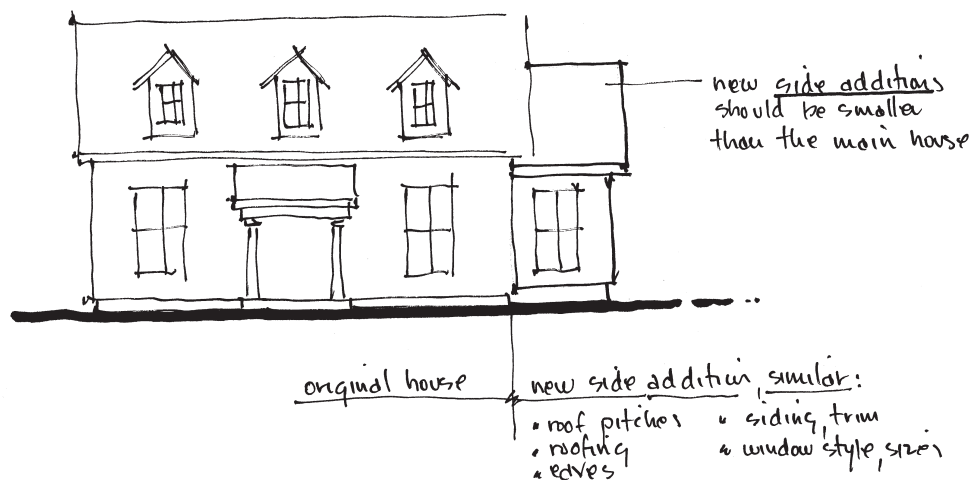 new side additions
should be smaller
than the main house
original house
new side addition, similar:
• roof pitches
• roofing
• eaves
• siding, trim
• window style, sizes